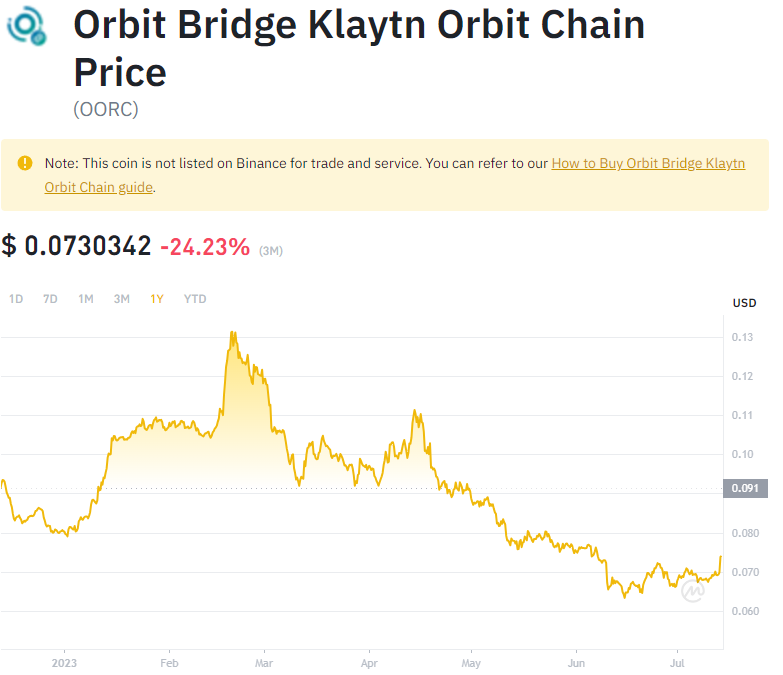 Orbit Bridge Klaytn Orbit Chain
Price
(OORC)
Note: This coin is not listed on Binance for trade and service. You can refer to our How to Buy Orbit Bridge Klaytn
Orbit Chain guide.
$ 0.0730342 -24.23% (3M)
1D 7D 1M 3M 1Y YTD
USD
0.13
0.12
0.11
0.10
0.091
0.080
0.070
0.060
2023 Feb Mar Apr May Jun Jul